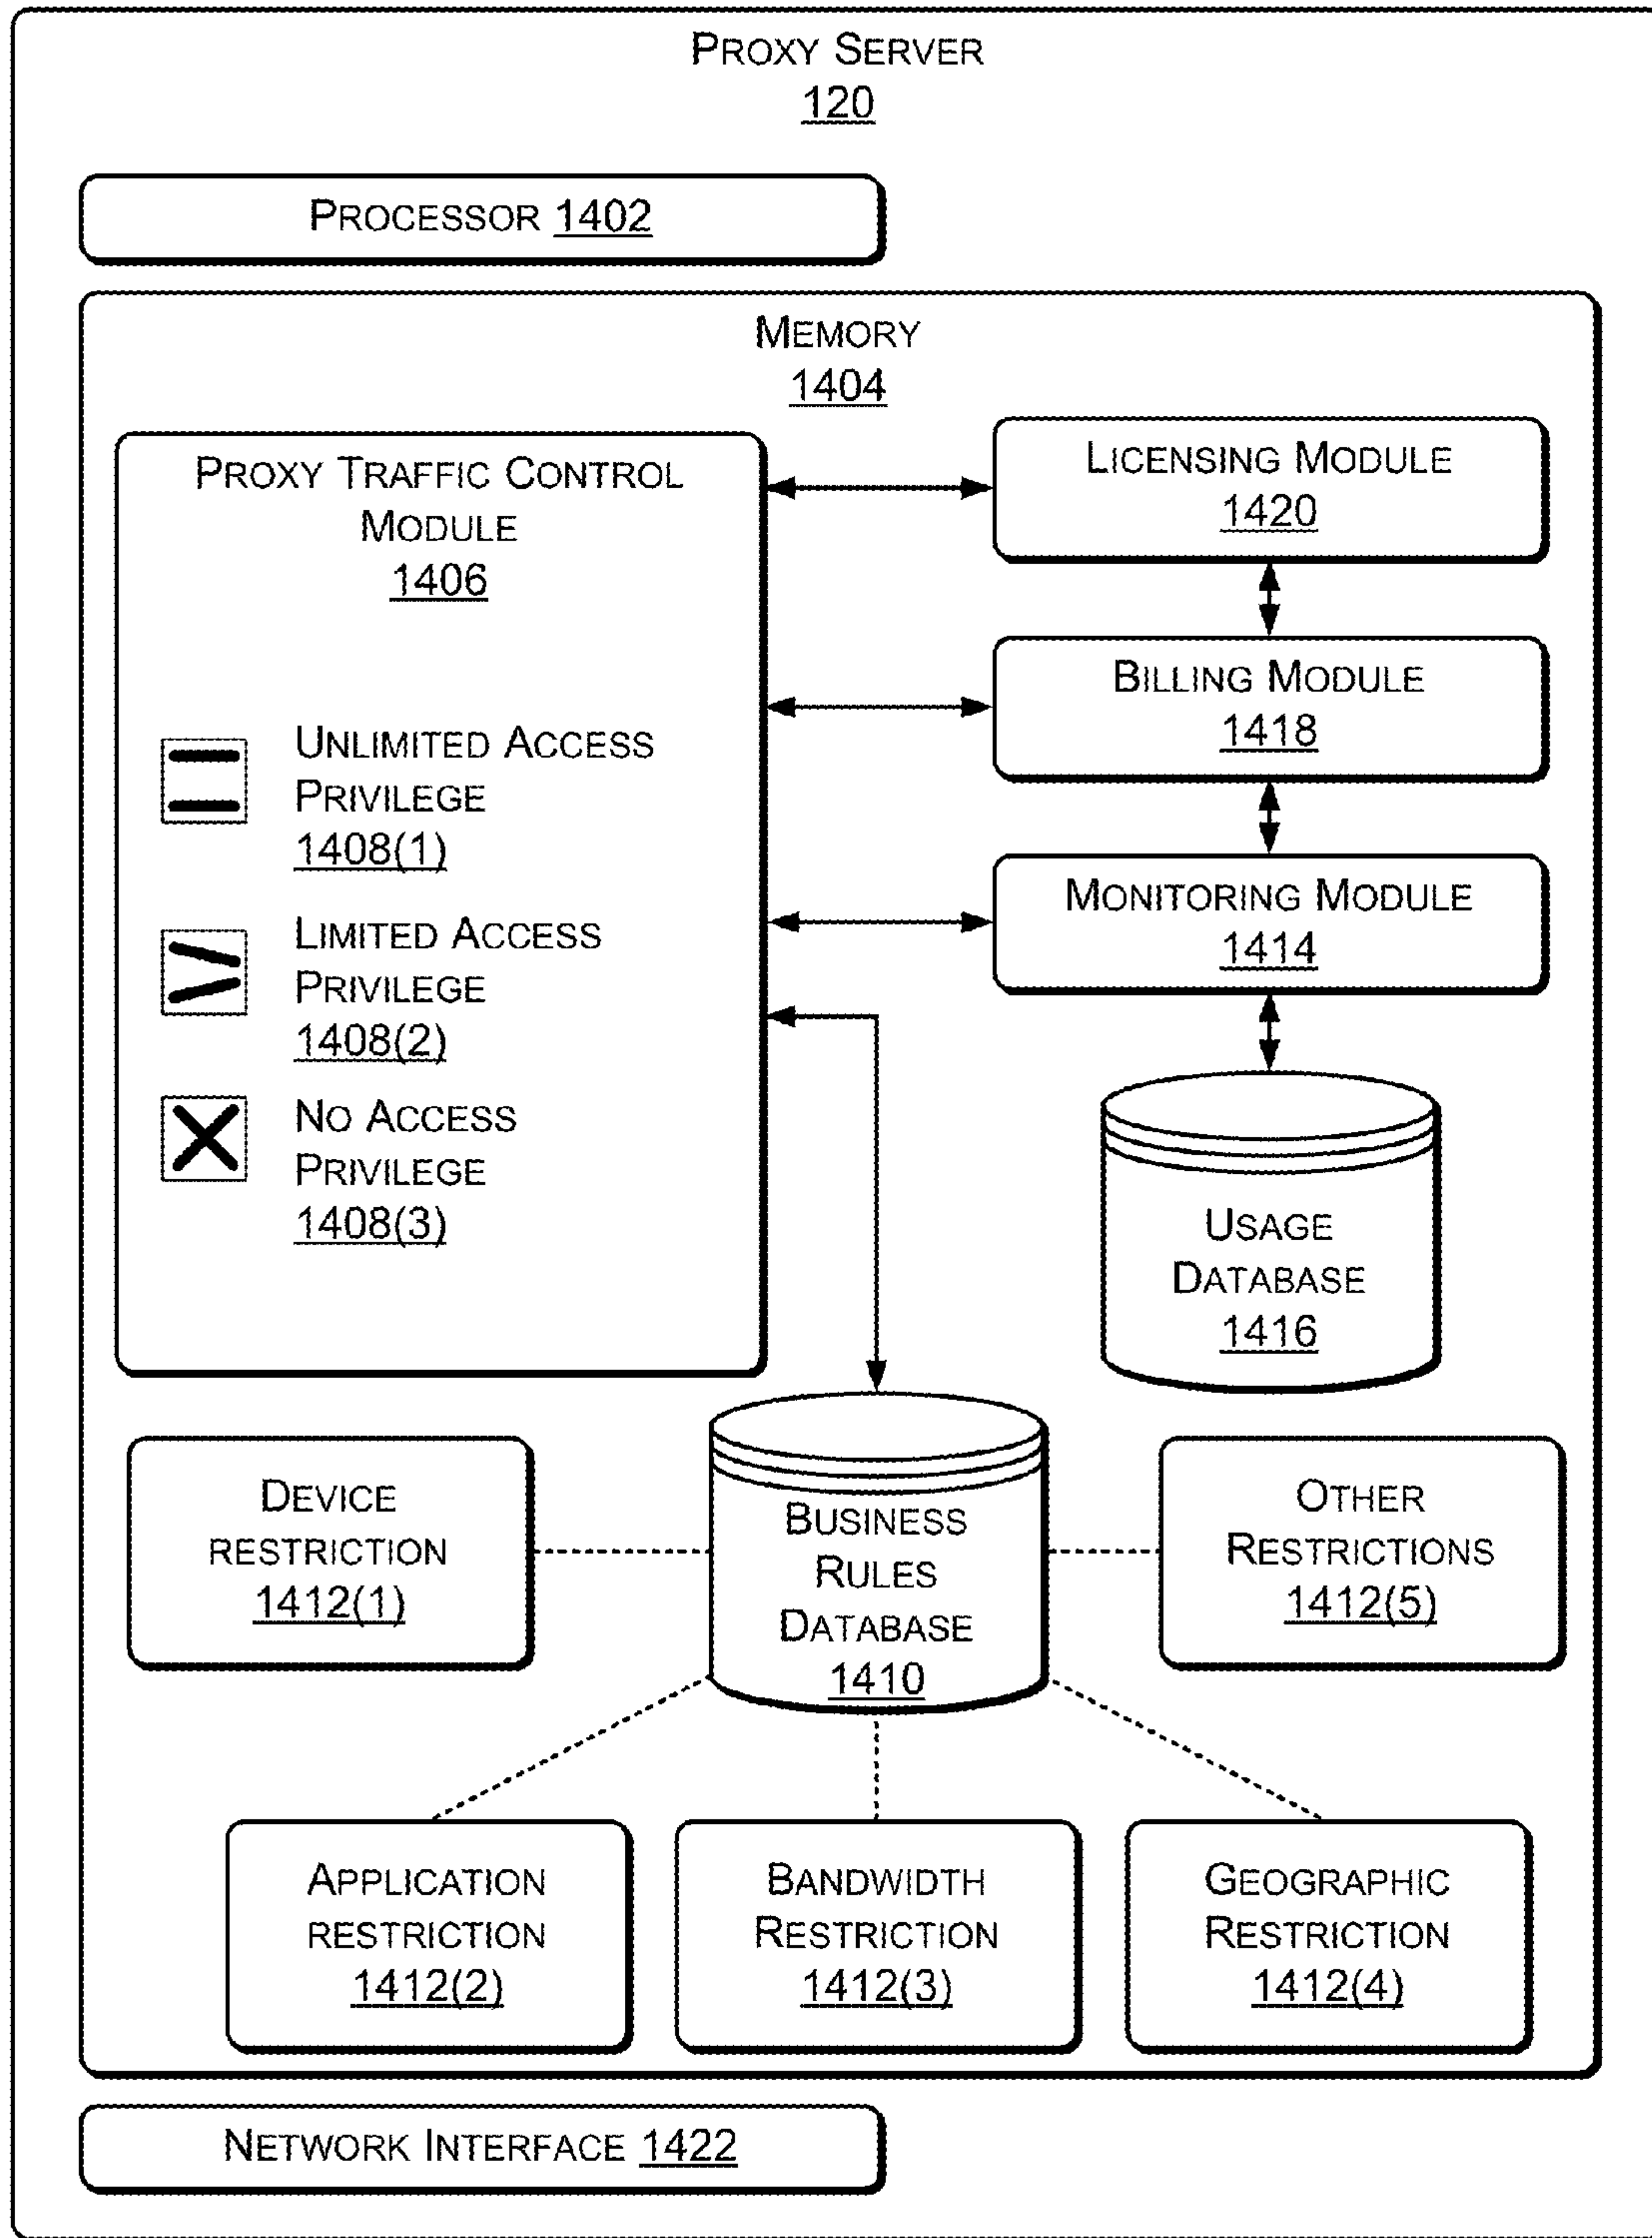 PROXY SERVER
120
PROCESSOR 1402
MEMORY
1404
PROXY TRAFFIC CONTROL
MODULE
1406
UNLIMITED ACCESS
PRIVILEGE
1408(1)
LIMITED ACCESS
PRIVILEGE
1408(2)
NO ACCESS
PRIVILEGE
1408(3)
LICENSING MODULE
1420
BILLING MODULE
1418
MONITORING MODULE
1414
USAGE
DATABASE
1416
DEVICE
RESTRICTION
1412(1)
BUSINESS
RULES
DATABASE
1410
OTHER
RESTRICTIONS
1412(5)
APPLICATION
RESTRICTION
1412(2)
BANDWIDTH
RESTRICTION
1412(3)
GEOGRAPHIC
RESTRICTION
1412(4)
NETWORK INTERFACE 1422